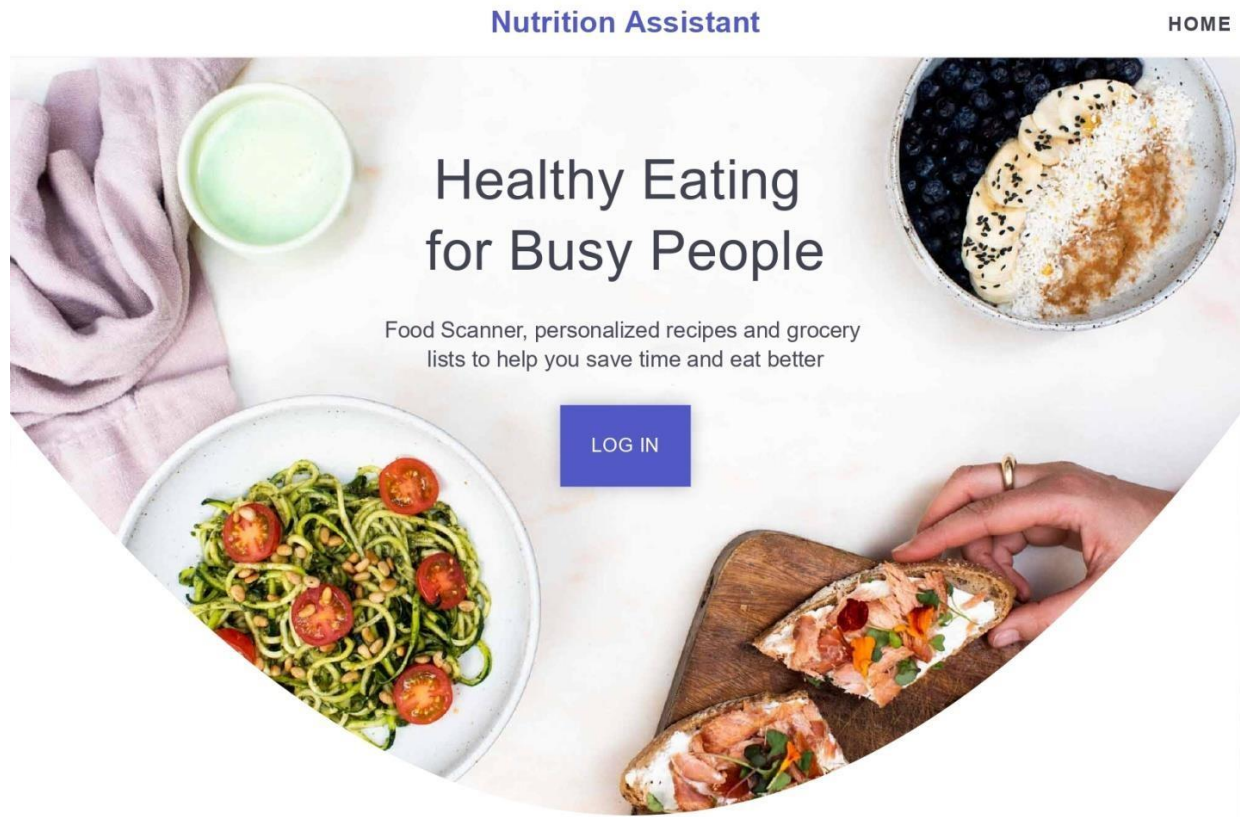 Nutrition Assistant
HOME
Healthy Eating
for Busy People
Food Scanner, personalized recipes and grocery
lists to help you save time and eat better
LOG IN